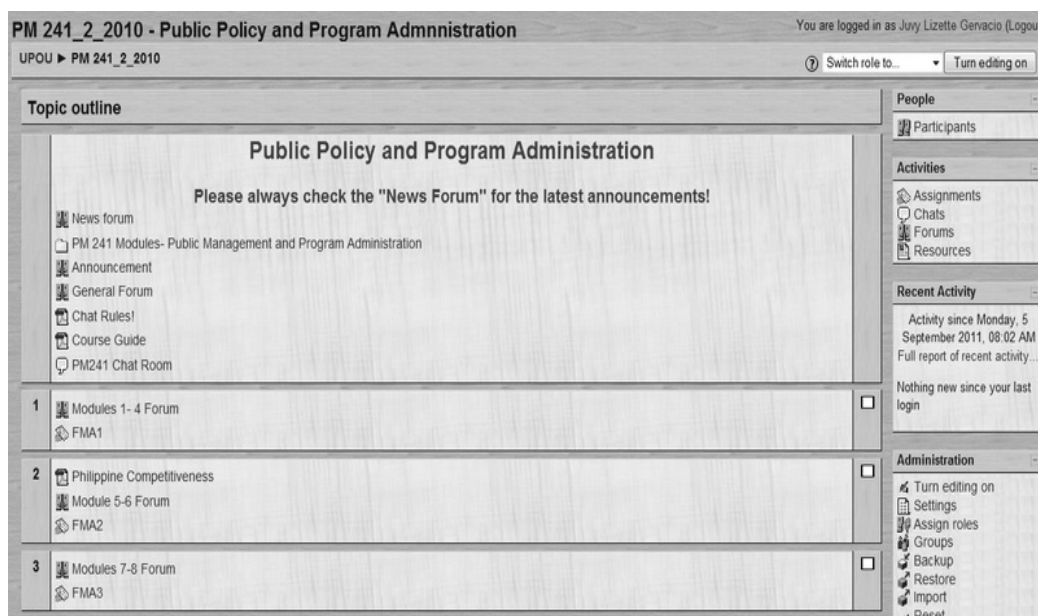 PM 241_2_2010 - Public Policy and Program Admnnistration
You are logged in as Juvy Lizette Gervacio (Logou
UPOU ► PM 241_2_2010
Switch role to...
Turn editing on
Topic outline
Public Policy and Program Administration
Please always check the "News Forum" for the latest announcements!
News forum
PM 241 Modules- Public Management and Program Administration
Announcement
General Forum
Chat Rules!
Course Guide
PM241 Chat Room
1
Modules 1- 4 Forum
FMA1
2
Philippine Competitiveness
Module 5-6 Forum
FMA2
3
Modules 7-8 Forum
FMA3
People
Participants
Activities
Assignments
Chats
Forums
Resources
Recent Activity
Activity since Monday, 5
September 2011, 08:02 AM
Full report of recent activity...
Nothing new since your last
login
Administration
Turn editing on
Settings
Assign roles
Groups
Backup
Restore
Import
Reset